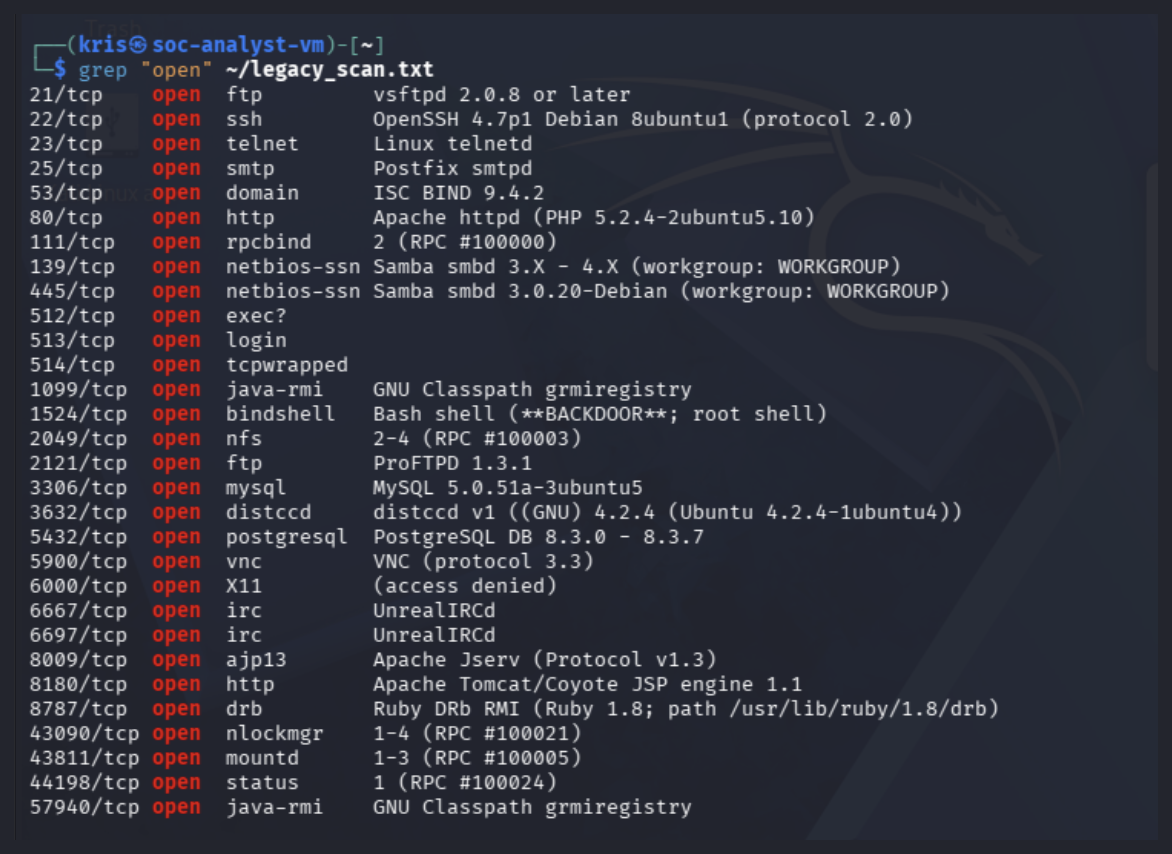 Trash
┌──(kris㉿soc-analyst-vm)-[~]
└─$ grep "open" ~/legacy_scan.txt
21/tcp    open  ftp         vsftpd 2.0.8 or later
22/tcp    open  ssh         OpenSSH 4.7p1 Debian 8ubuntu1 (protocol 2.0)
23/tcp    open  telnet      Linux telnetd
25/tcp    open  smtp        Postfix smtpd
53/tcp    open  domain      ISC BIND 9.4.2
80/tcp    open  http        Apache httpd (PHP 5.2.4-2ubuntu5.10)
111/tcp   open  rpcbind     2 (RPC #100000)
139/tcp   open  netbios-ssn Samba smbd 3.X - 4.X (workgroup: WORKGROUP)
445/tcp   open  netbios-ssn Samba smbd 3.0.20-Debian (workgroup: WORKGROUP)
512/tcp   open  exec?
513/tcp   open  login
514/tcp   open  tcpwrapped
1099/tcp  open  java-rmi    GNU Classpath grmiregistry
1524/tcp  open  bindshell   Bash shell (**BACKDOOR**; root shell)
2049/tcp  open  nfs         2-4 (RPC #100003)
2121/tcp  open  ftp         ProFTPD 1.3.1
3306/tcp  open  mysql       MySQL 5.0.51a-3ubuntu5
3632/tcp  open  distccd     distccd v1 ((GNU) 4.2.4 (Ubuntu 4.2.4-1ubuntu4))
5432/tcp  open  postgresql  PostgreSQL DB 8.3.0 - 8.3.7
5900/tcp  open  vnc         VNC (protocol 3.3)
6000/tcp  open  X11         (access denied)
6667/tcp  open  irc         UnrealIRCd
6697/tcp  open  irc         UnrealIRCd
8009/tcp  open  ajp13       Apache Jserv (Protocol v1.3)
8180/tcp  open  http        Apache Tomcat/Coyote JSP engine 1.1
8787/tcp  open  drb         Ruby DRb RMI (Ruby 1.8; path /usr/lib/ruby/1.8/drb)
43090/tcp open  nlockmgr    1-4 (RPC #100021)
43811/tcp open  mountd      1-3 (RPC #100005)
44198/tcp open  status      1 (RPC #100024)
57940/tcp open  java-rmi    GNU Classpath grmiregistry